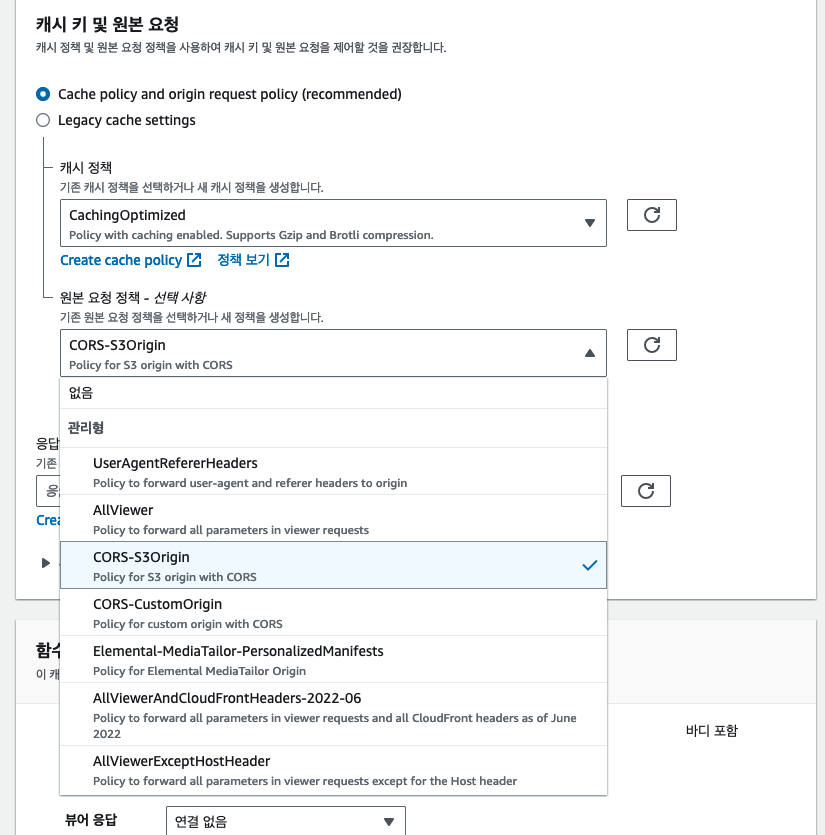 캐시 키 및 원본 요청
캐시 정책 및 원본 요청 정책을 사용하여 캐시 키 및 원본 요청을 제어할 것을 권장합니다.
Cache policy and origin request policy (recommended)
Legacy cache settings
캐시 정책
기존 캐시 정책을 선택하거나 새 캐시 정책을 생성합니다.
CachingOptimized
Policy with caching enabled. Supports Gzip and Brotli compression.
Create cache policy 정책 보기
원본 요청 정책 - 선택 사항
기존 원본 요청 정책을 선택하거나 새 정책을 생성합니다.
CORS-S3Origin
Policy for S3 origin with CORS
없음
관리형
응답
기존
UserAgentRefererHeaders
Policy to forward user-agent and referer headers to origin
AllViewer
Policy to forward all parameters in viewer requests
CORS-S3Origin
Policy for S3 origin with CORS
CORS-CustomOrigin
Policy for custom origin with CORS
Elemental-MediaTailor-PersonalizedManifests
Policy for Elemental MediaTailor Origin
AllViewerAndCloudFrontHeaders-2022-06
Policy to forward all parameters in viewer requests and all CloudFront headers as of June
2022
바디 포함
AllViewerExceptHostHeader
Policy to forward all parameters in viewer requests except for the Host header
뷰어 응답
연결 없음